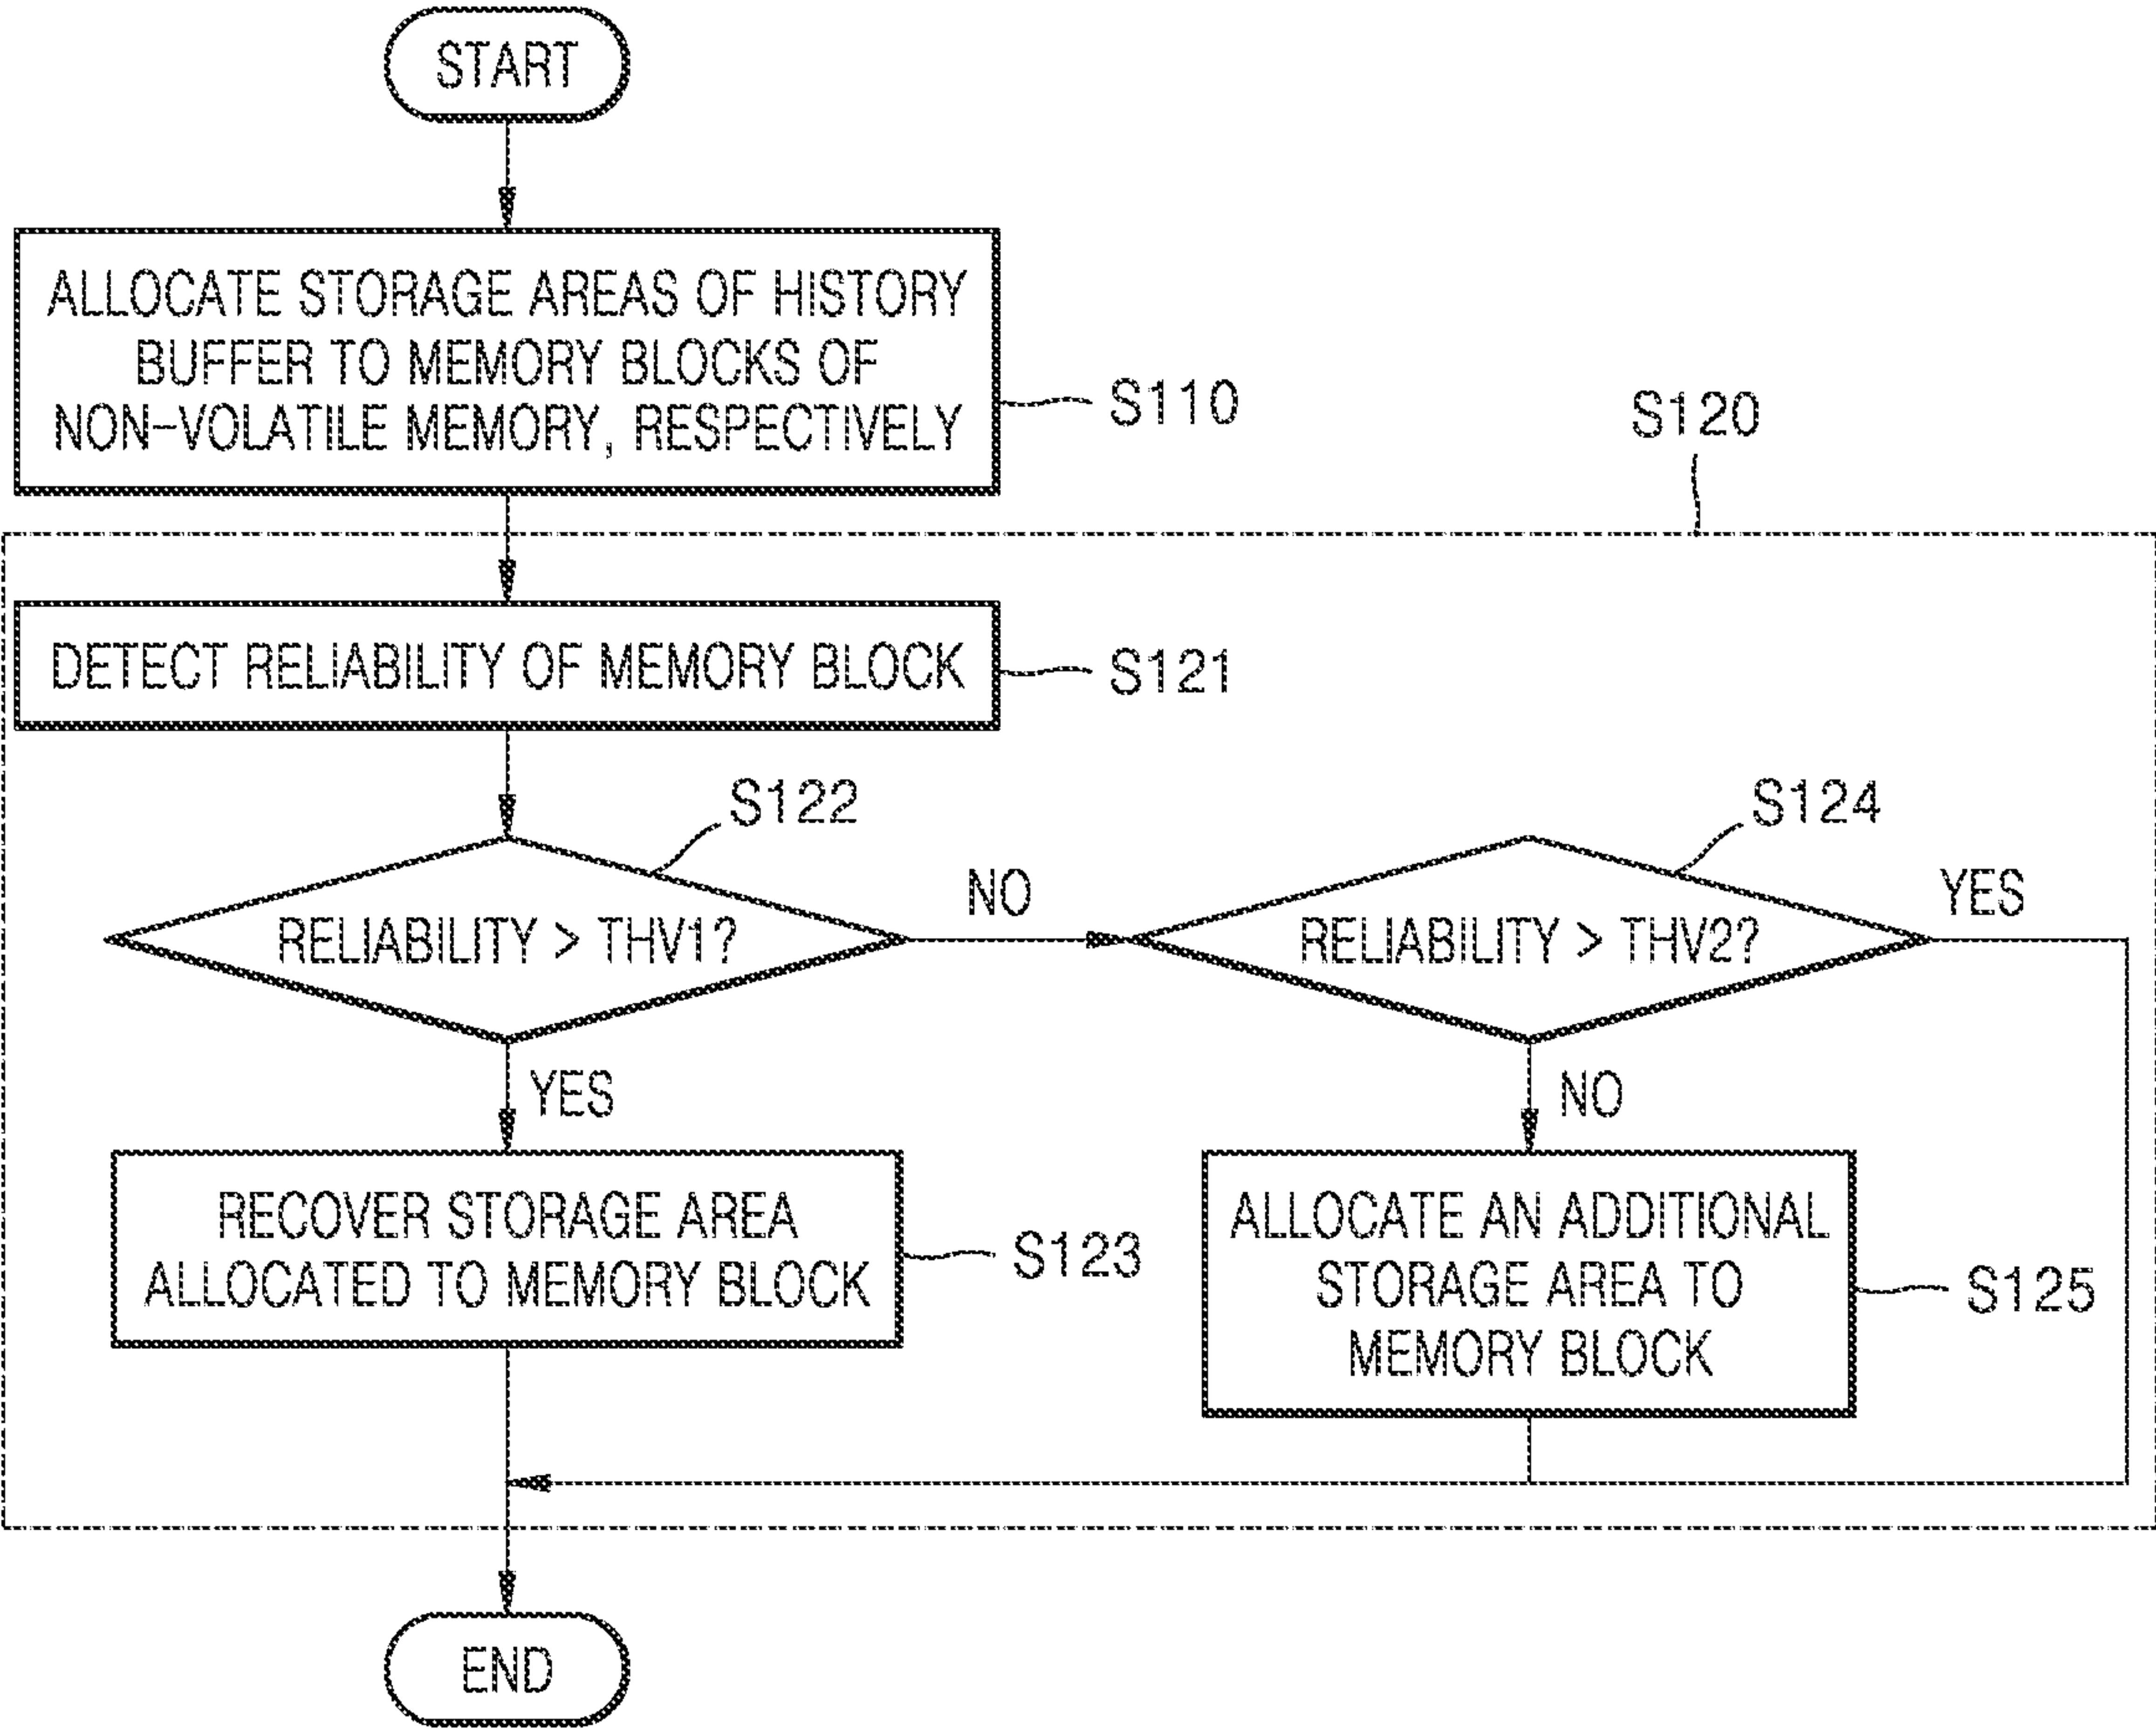 START
ALLOCATE STORAGE AREAS OF HISTORY
BUFFER TO MEMORY BLOCKS OF
NON-VOLATILE MEMORY, RESPECTIVELY
S110
S120
DETECT RELIABILITY OF MEMORY BLOCK
S121
S122
S124
RELIABILITY > THV1?
NO
RELIABILITY > THV2?
YES
YES
NO
RECOVER STORAGE AREA
ALLOCATED TO MEMORY BLOCK
S123
ALLOCATE AN ADDITIONAL
STORAGE AREA TO
MEMORY BLOCK
S125
END